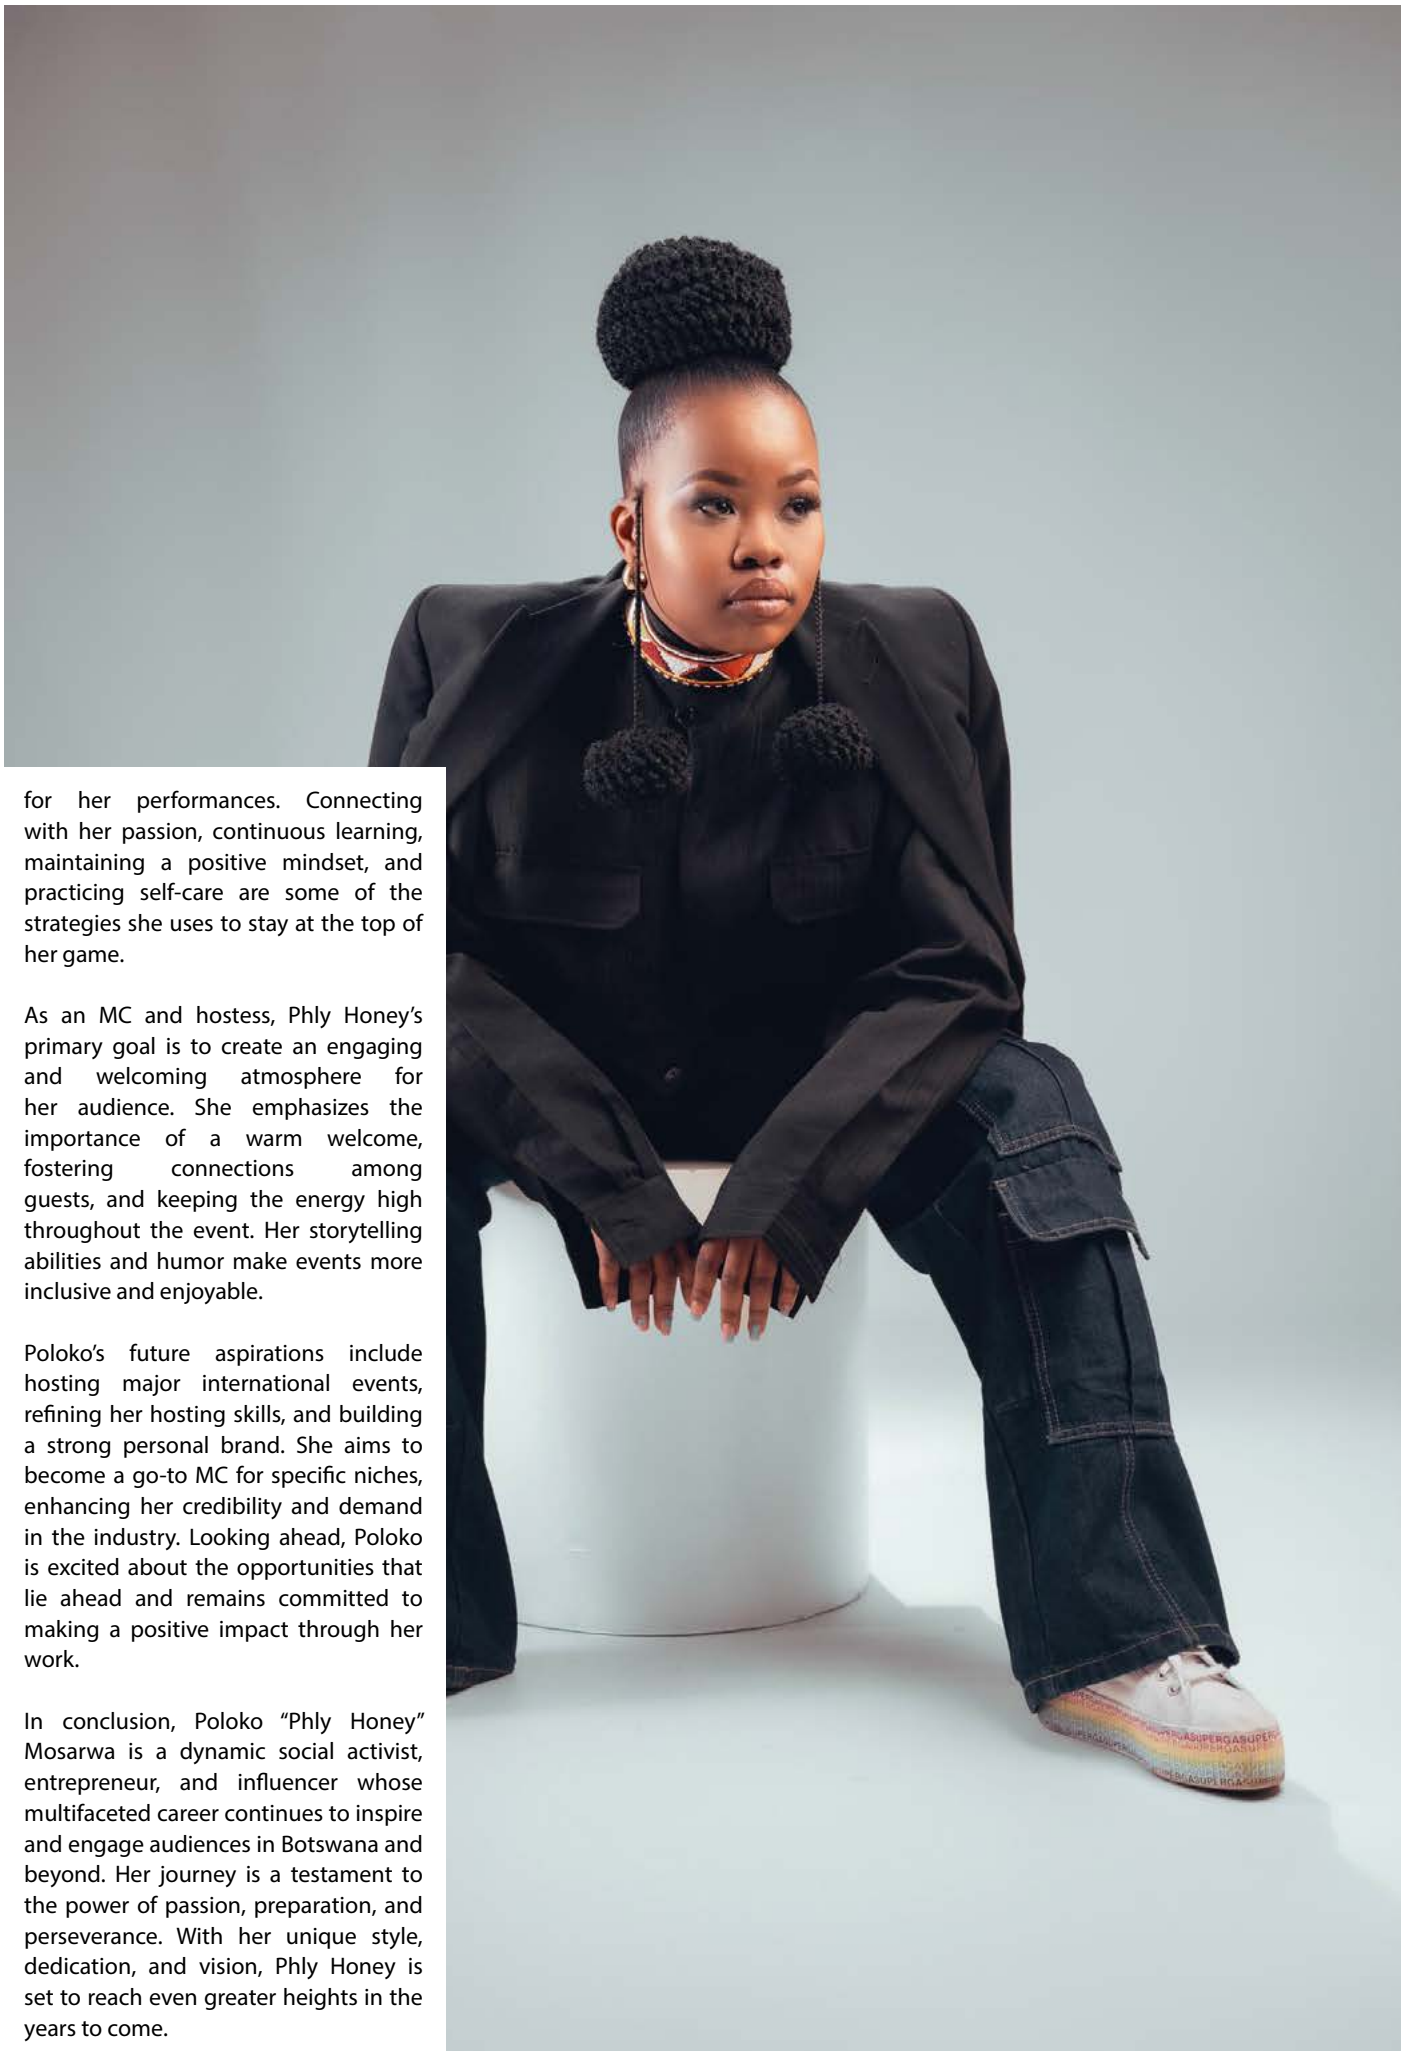 for her performances. Connecting
with her passion, continuous learning,
maintaining a positive mindset, and
practicing self-care are some of the
strategies she uses to stay at the top of
her game.
As an MC and hostess, Phly Honey’s
primary goal is to create an engaging
and welcoming atmosphere for
her audience. She emphasizes the
importance of a warm welcome,
fostering connections among
guests, and keeping the energy high
throughout the event. Her storytelling
abilities and humor make events more
inclusive and enjoyable.
Poloko’s future aspirations include
hosting major international events,
refining her hosting skills, and building
a strong personal brand. She aims to
become a go-to MC for specific niches,
enhancing her credibility and demand
in the industry. Looking ahead, Poloko
is excited about the opportunities that
lie ahead and remains committed to
making a positive impact through her
work.
In conclusion, Poloko “Phly Honey”
Mosarwa is a dynamic social activist,
entrepreneur, and influencer whose
multifaceted career continues to inspire
and engage audiences in Botswana and
beyond. Her journey is a testament to
the power of passion, preparation, and
perseverance. With her unique style,
dedication, and vision, Phly Honey is
set to reach even greater heights in the
years to come.